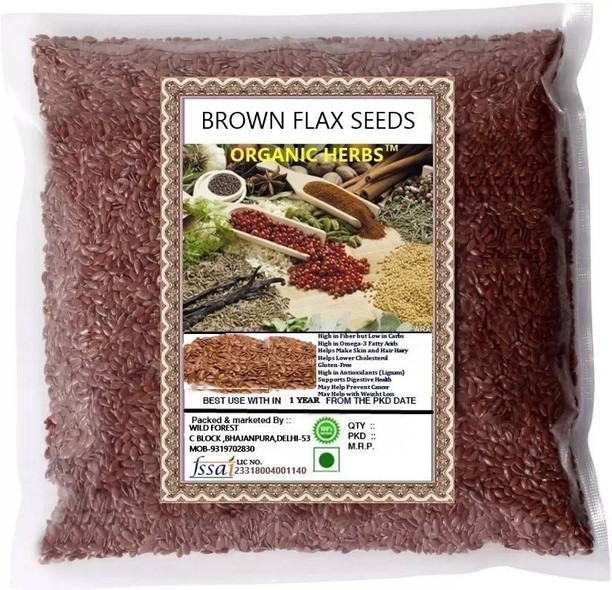 BROWN FLAX SEEDS
ORGANIC HERBS™
High in Fiber but Low in Carbs
High in Omega-3 Fatty Acids
Helps Make Skin and Hair Hairy
Helps Lower Cholesterol
Gluten-Free
High in Antioxidants (Lignans)
Supports Digestive Health
May Help Prevent Cancer
May Help with Weight Loss
BEST USE WITH IN 1 YEAR FROM THE PKD DATE
Packed & marketed By ::
WILD FOREST
C BLOCK ,BHAJANPURA,DELHI-53
MOB-9319702830
fssai LIC NO.
23318004001140
100%
QTY ::
PKD ::
M.R.P.